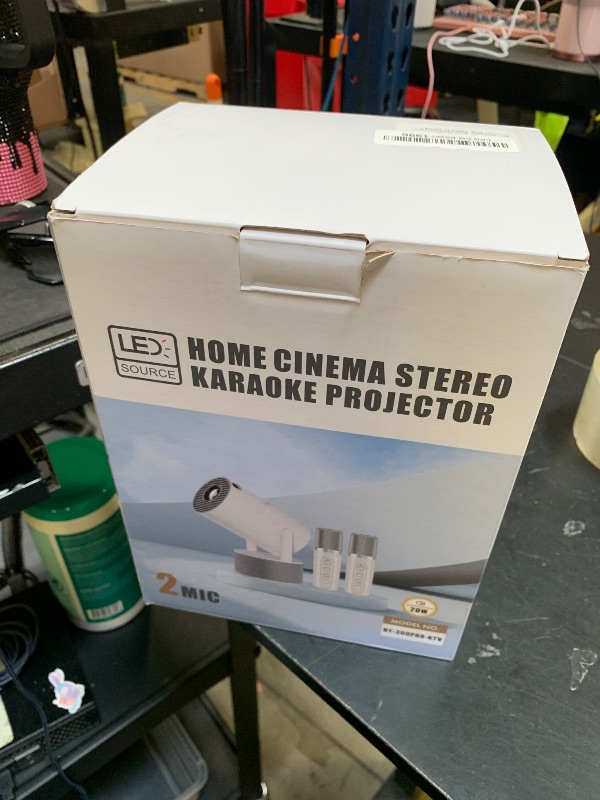 LED
SOURCE
HOME CINEMA STEREO
KARAOKE PROJECTOR
2 MIC
20W
MODEL NO.